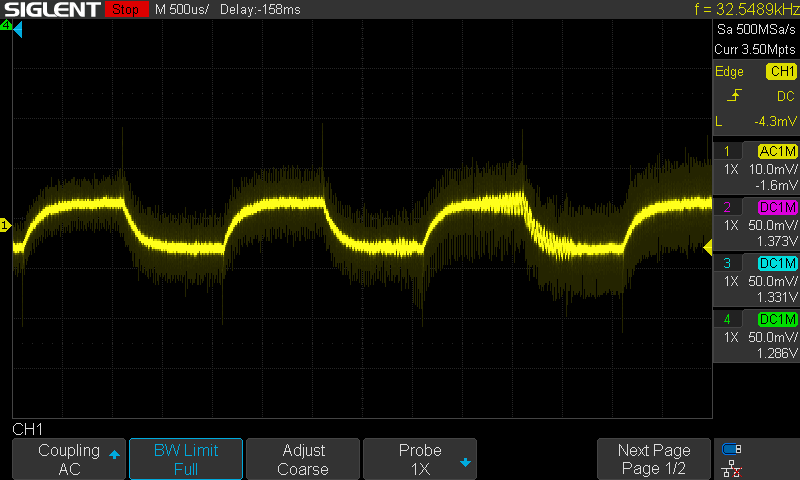 SIGLENT Stop M 500us/ Delay:-158ms f = 32.5489kHz
Sa 500MSa/s
Curr 3.50Mpts
Edge CH1
DC
L -4.3mV
1 AC1M
1X 10.0mV/
-1.6mV
2 DC1M
1X 50.0mV/
1.373V
3 DC1M
1X 50.0mV/
1.331V
4 DC1M
1X 50.0mV/
1.286V
4
1
CH1
Coupling
AC
BW Limit
Full
Adjust
Coarse
Probe
1X
Next Page
Page 1/2